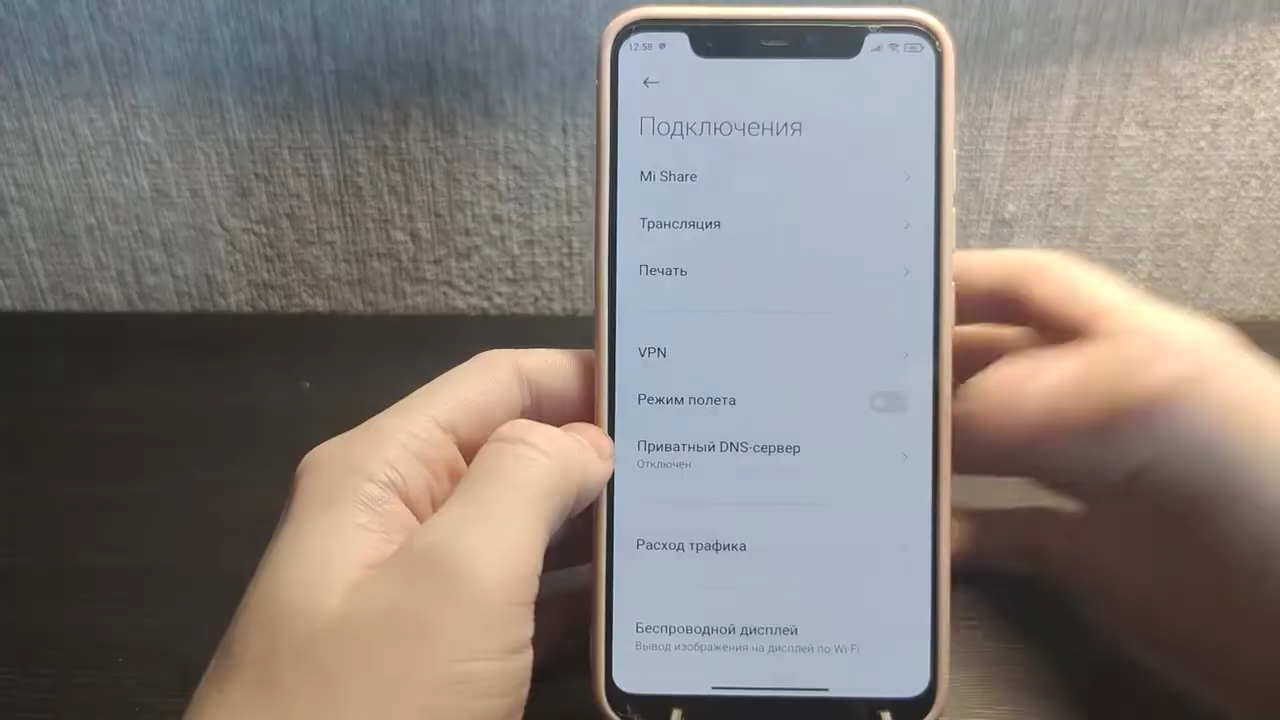 12:58
Подключения
Mi Share
Трансляция
Печать
VPN
Режим полета
Приватный DNS-сервер
Отключен
Расход трафика
Беспроводной дисплей
Вывод изображения на дисплей по Wi-Fi